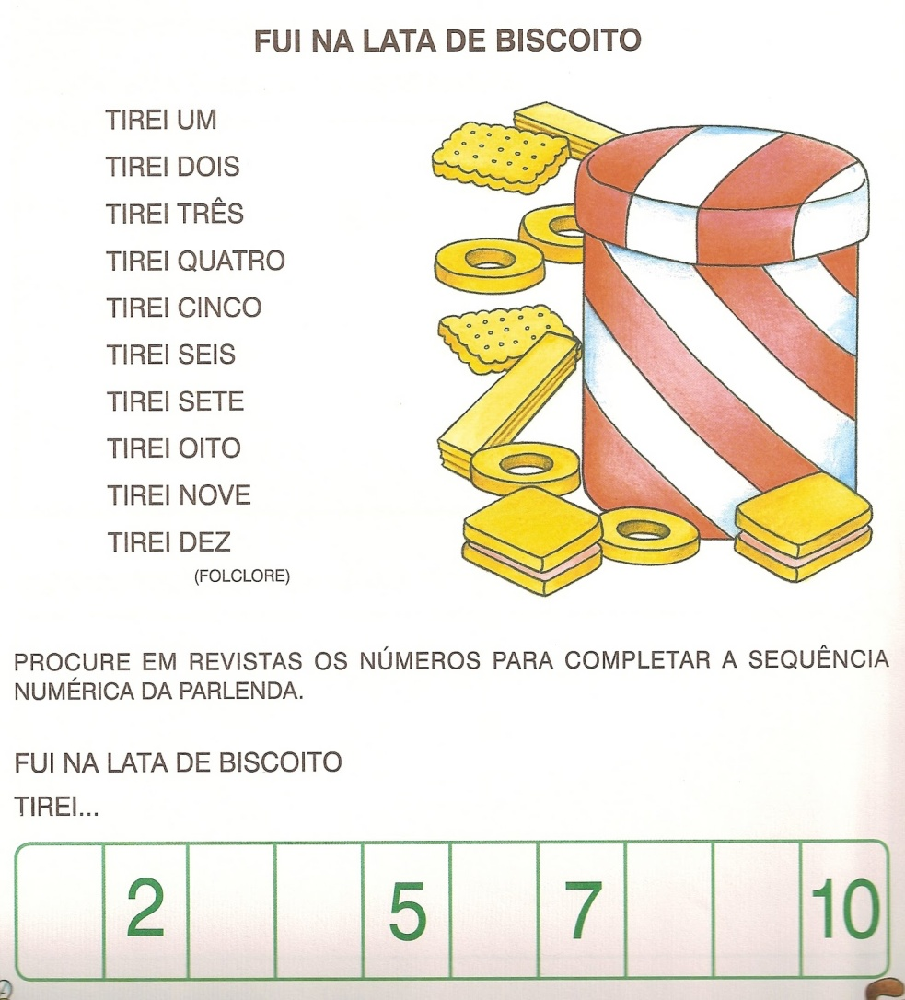 FUI NA LATA DE BISCOITO
TIREI UM
TIREI DOIS
TIREI TRÊS
TIREI QUATRO
TIREI CINCO
TIREI SEIS
TIREI SETE
TIREI OITO
TIREI NOVE
TIREI DEZ
(FOLCLORE)
PROCURE EM REVISTAS OS NÚMEROS PARA COMPLETAR A SEQUÊNCIA
NUMÉRICA DA PARLENDA.
FUI NA LATA DE BISCOITO
TIREI...
2 5 7 10